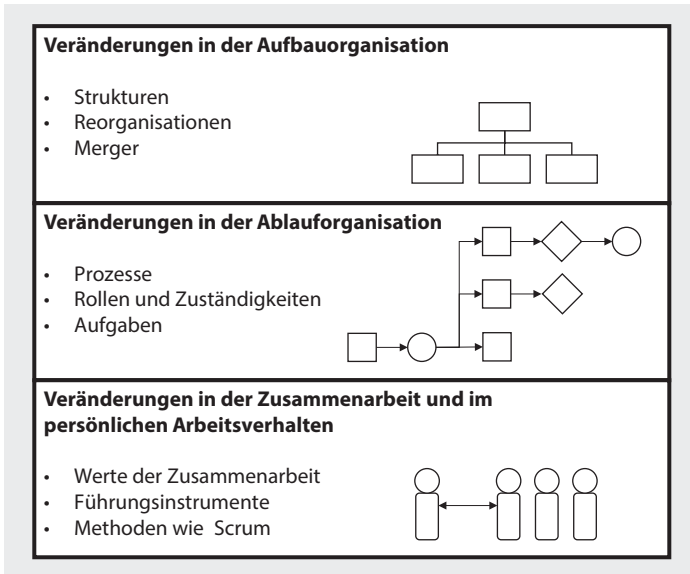 Veränderungen in der Aufbauorganisation
• Strukturen
• Reorganisationen
• Merger
Veränderungen in der Ablauforganisation
• Prozesse
• Rollen und Zuständigkeiten
• Aufgaben
Veränderungen in der Zusammenarbeit und im
persönlichen Arbeitsverhalten
• Werte der Zusammenarbeit
• Führungsinstrumente
• Methoden wie Scrum